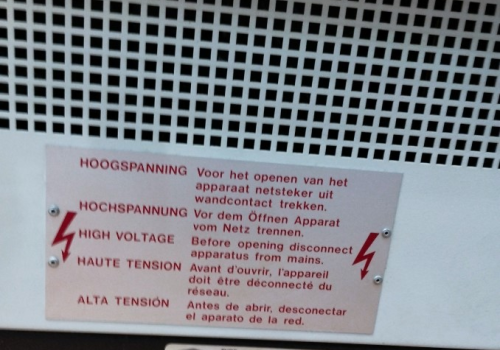 HOOGSPANNING Voor het openen van het
apparaat netsteker uit
wandcontact trekken.
HOCHSPANNUNG Vor dem Öffnen Apparat
vom Netz trennen.
HIGH VOLTAGE Before opening disconnect
apparatus from mains.
HAUTE TENSION Avant d'ouvrir, l'appareil
doit être déconnecté du
réseau.
ALTA TENSIÓN Antes de abrir, desconectar
el aparato de la red.